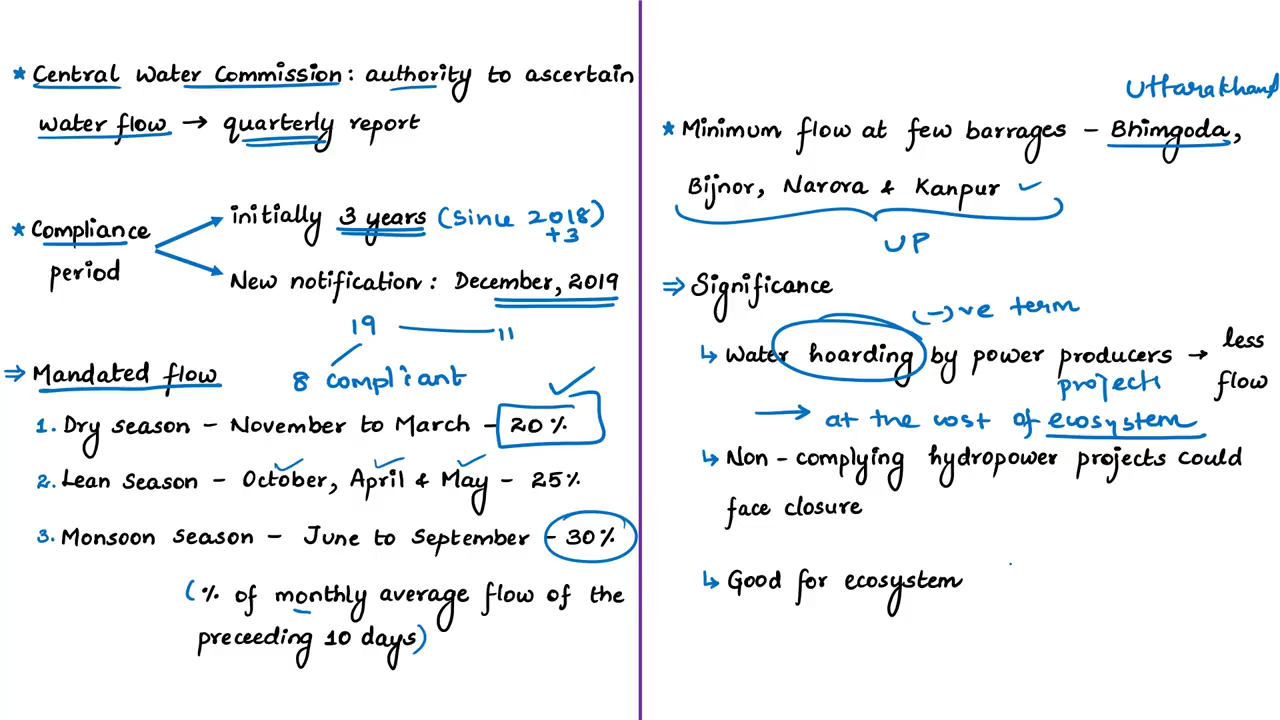 * Central Water Commission : authority to ascertain
water flow → quarterly report
* Compliance
period
initially 3 years (Since 2018)
+3
New notification : December, 2019
19 —— 11
8 compliant
⇒ Mandated flow
1. Dry season - November to March - 20%
2. Lean season - October, April & May - 25%
3. Monsoon season - June to September - 30%
(% of monthly average flow of the
preceeding 10 days)
Uttarakhand
* Minimum flow at few barrages - Bhimgoda,
Bijnor, Narora & Kanpur
UP
⇒ Significance
(-)ve term
↳ Water hoarding by power producers → less
flow
projects
→ at the cost of ecosystem
↳ Non-complying hydropower projects could
face closure
↳ Good for ecosystem